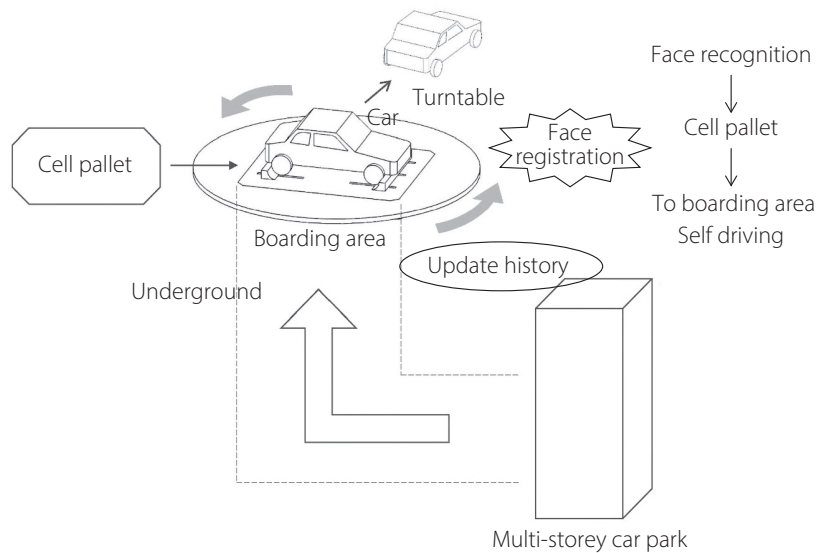 Turntable
Car
Cell pallet
Face
registration
Boarding area
Update history
Underground
Multi-storey car park
Face recognition
Cell pallet
To boarding area
Self driving